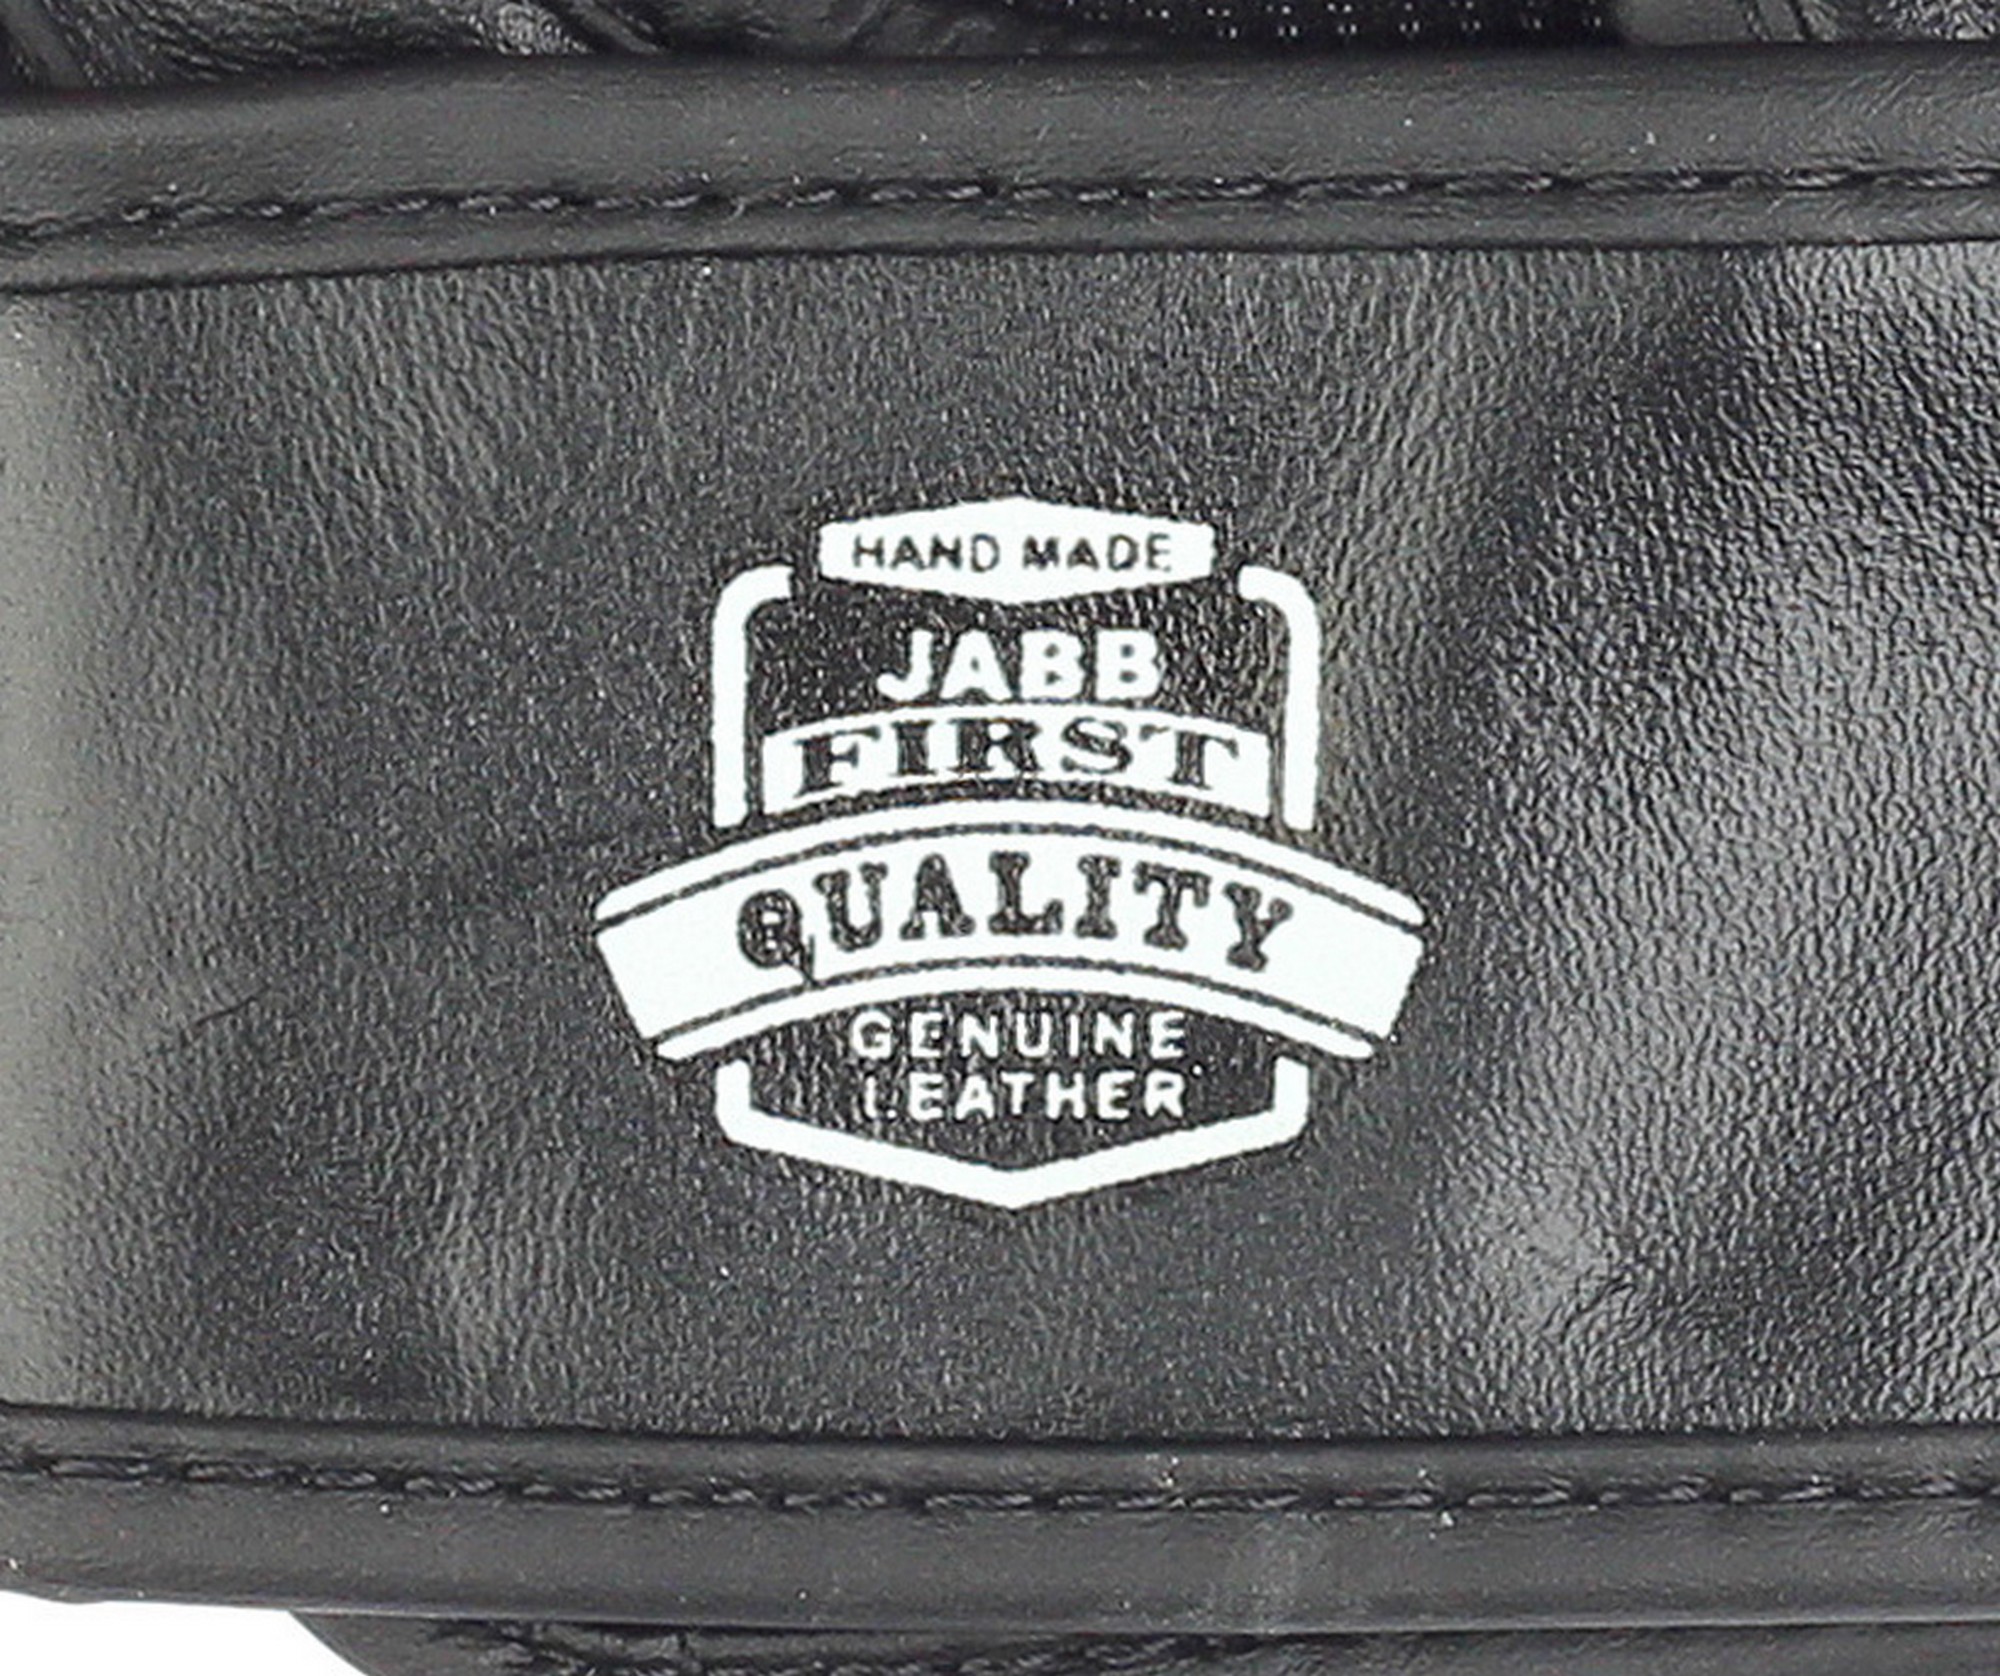 HAND MADE
JABB
FIRST
QUALITY
GENUINE
LEATHER